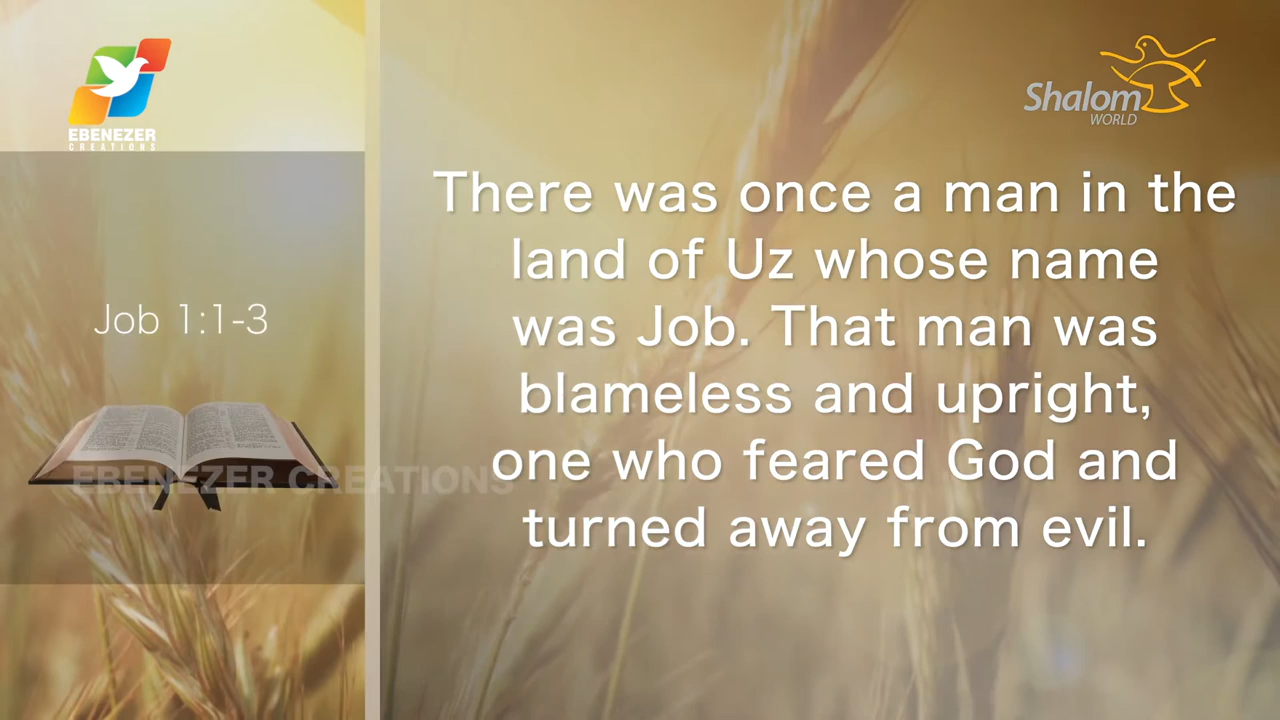 EBENEZER
CREATIONS
Shalom
WORLD
Job 1:1-3
There was once a man in the
land of Uz whose name
was Job. That man was
blameless and upright,
one who feared God and
turned away from evil.
EBENEZER CREATIONS